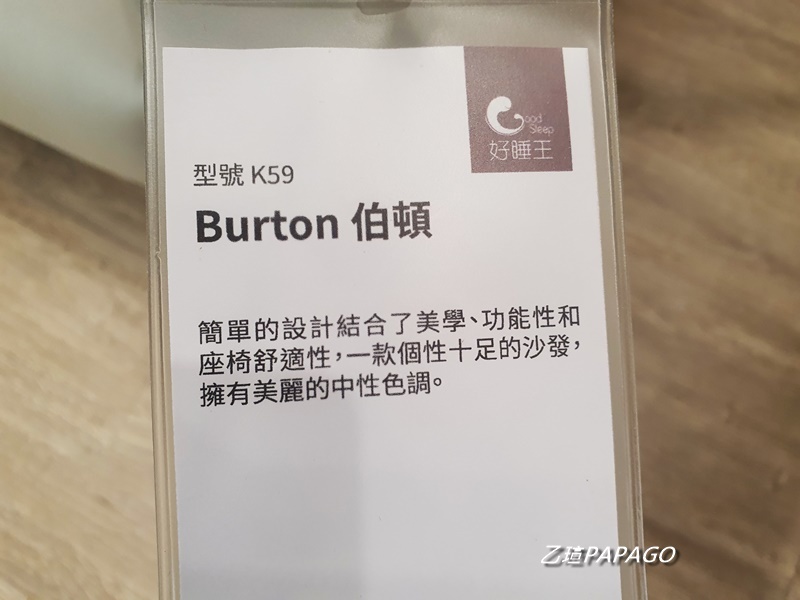 Good
Sleep
好睡王
型號 K59
Burton 伯頓
簡單的設計結合了美學、功能性和
座椅舒適性，一款個性十足的沙發，
擁有美麗的中性色調。
乙瑄PAPAGO